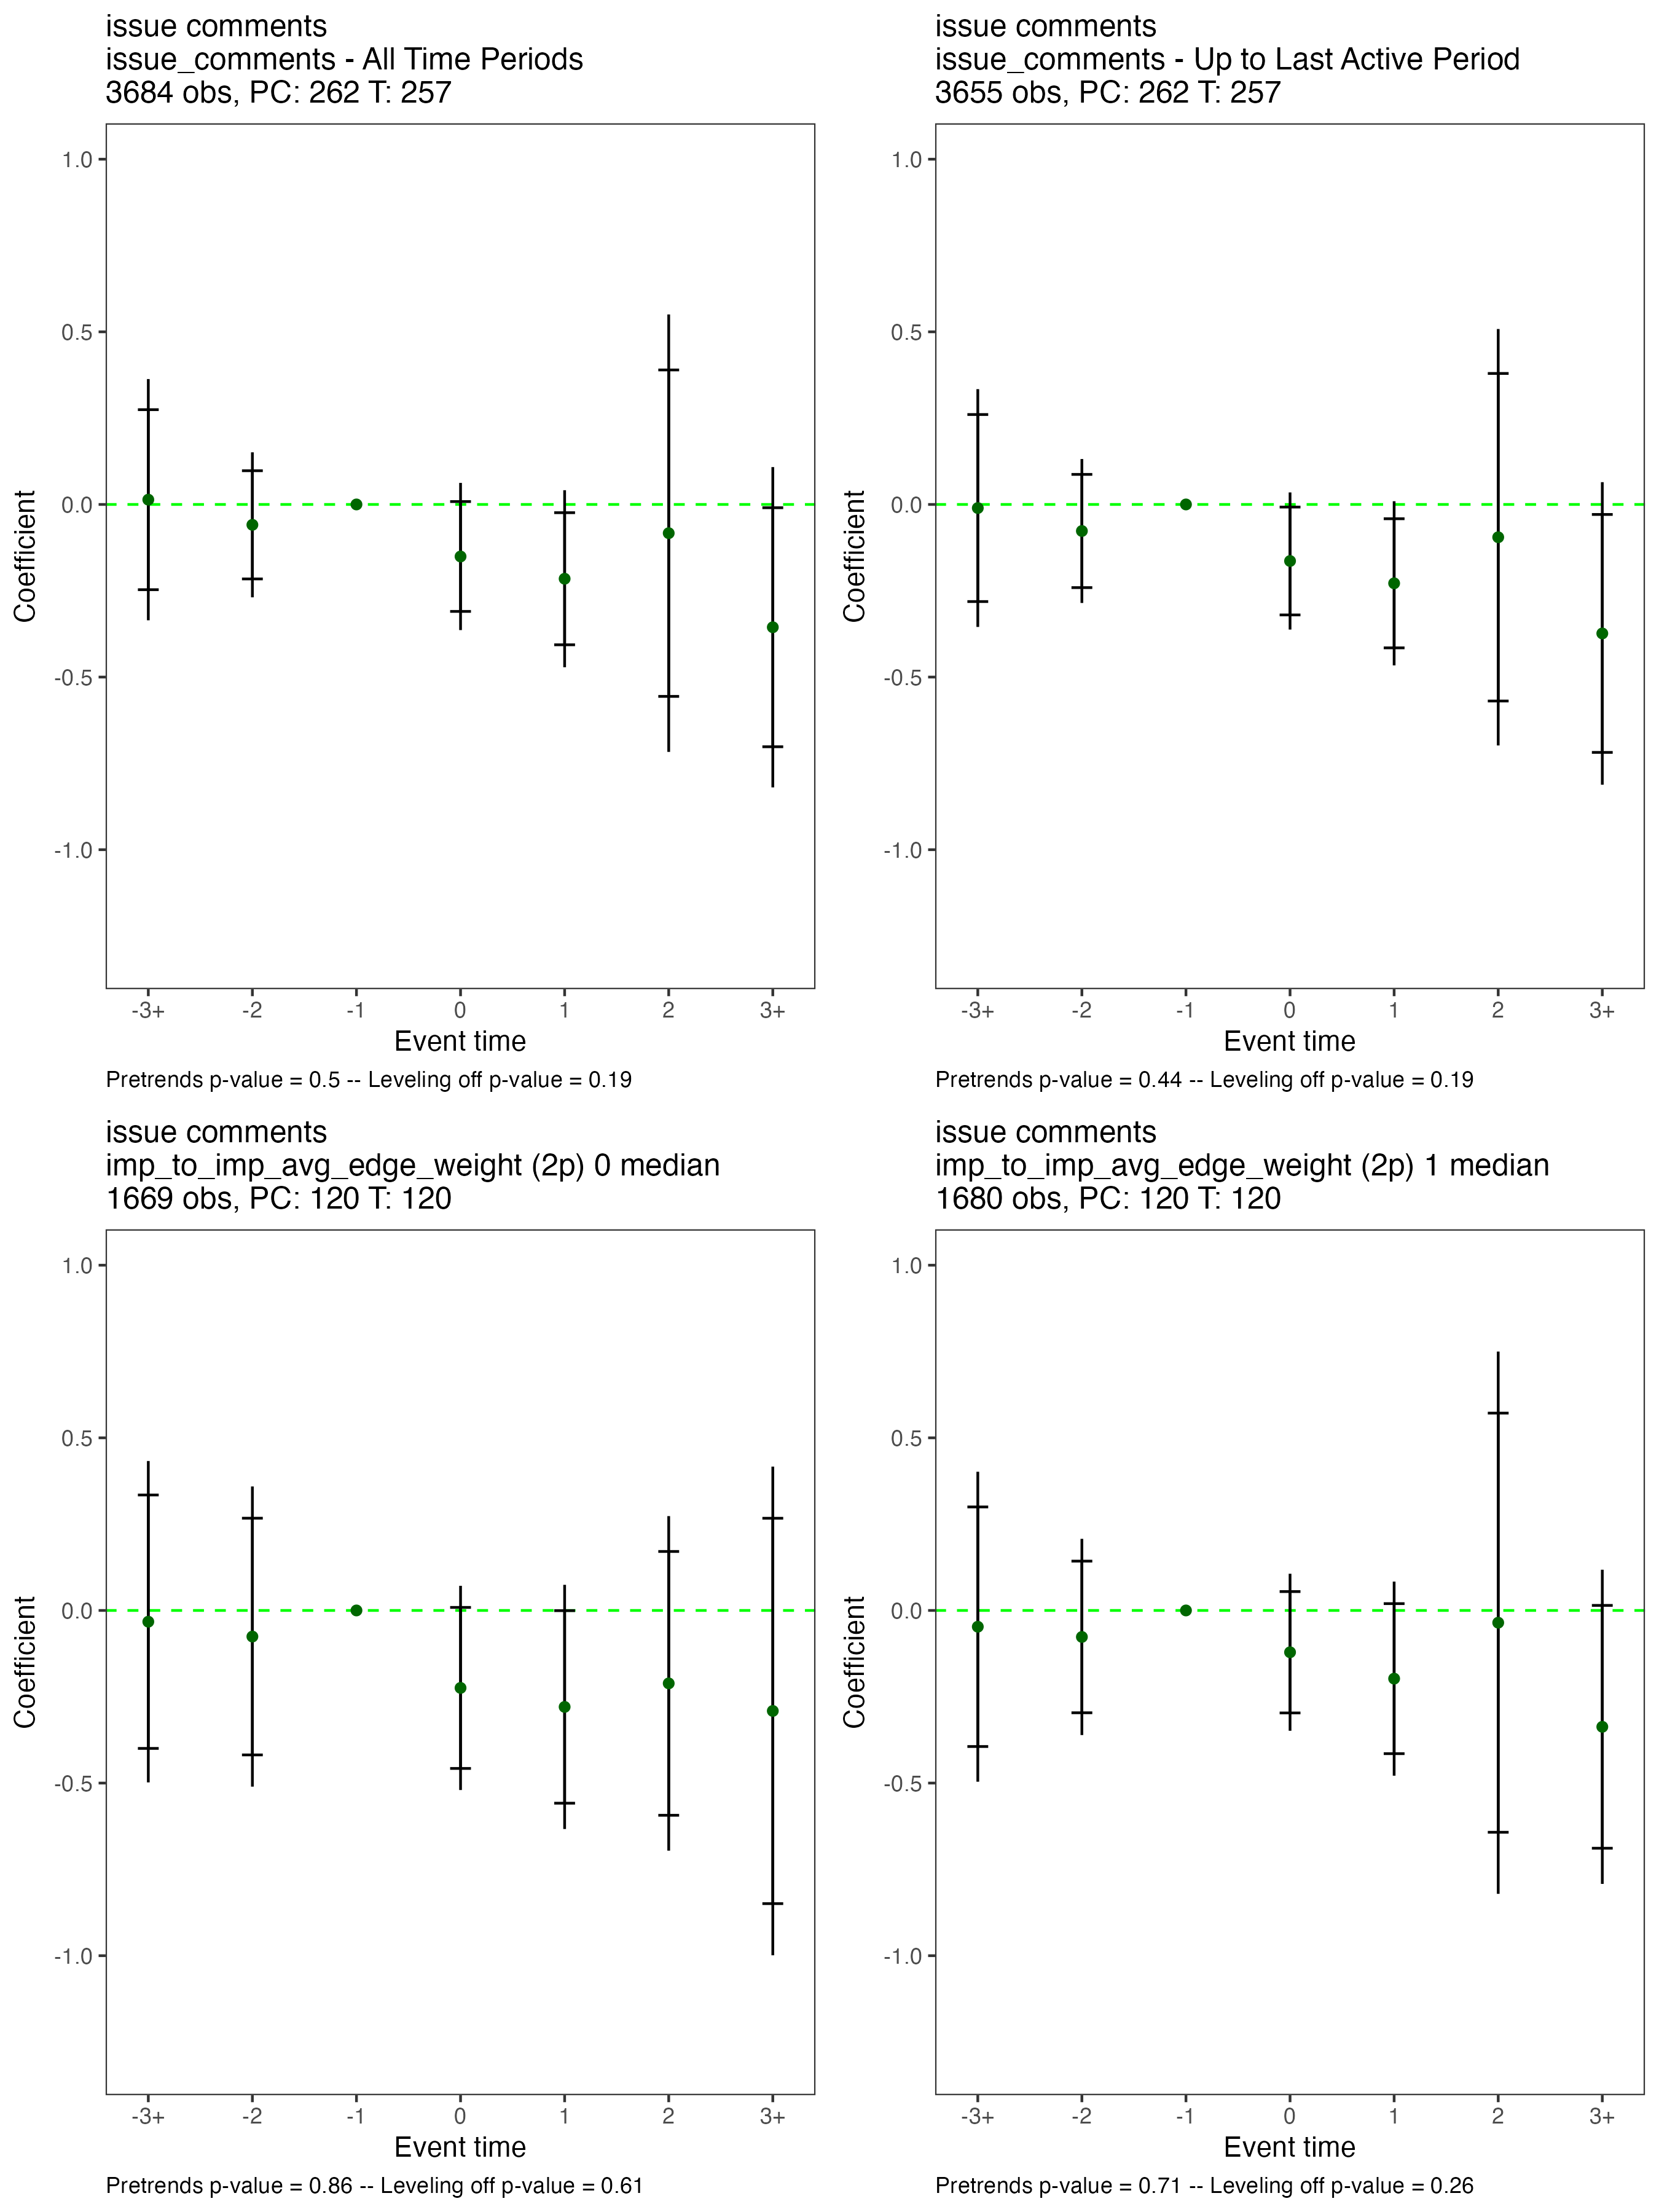 issue comments
issue_comments - All Time Periods
3684 obs, PC: 262 T: 257
1.0
0.5
0.0
-0.5
-1.0
Coefficient
-3+ -2 -1 0 1 2 3+
Event time
Pretrends p-value = 0.5 -- Leveling off p-value = 0.19
issue comments
issue_comments - Up to Last Active Period
3655 obs, PC: 262 T: 257
1.0
0.5
0.0
-0.5
-1.0
Coefficient
-3+ -2 -1 0 1 2 3+
Event time
Pretrends p-value = 0.44 -- Leveling off p-value = 0.19
issue comments
imp_to_imp_avg_edge_weight (2p) 0 median
1669 obs, PC: 120 T: 120
1.0
0.5
0.0
-0.5
-1.0
Coefficient
-3+ -2 -1 0 1 2 3+
Event time
Pretrends p-value = 0.86 -- Leveling off p-value = 0.61
issue comments
imp_to_imp_avg_edge_weight (2p) 1 median
1680 obs, PC: 120 T: 120
1.0
0.5
0.0
-0.5
-1.0
Coefficient
-3+ -2 -1 0 1 2 3+
Event time
Pretrends p-value = 0.71 -- Leveling off p-value = 0.26